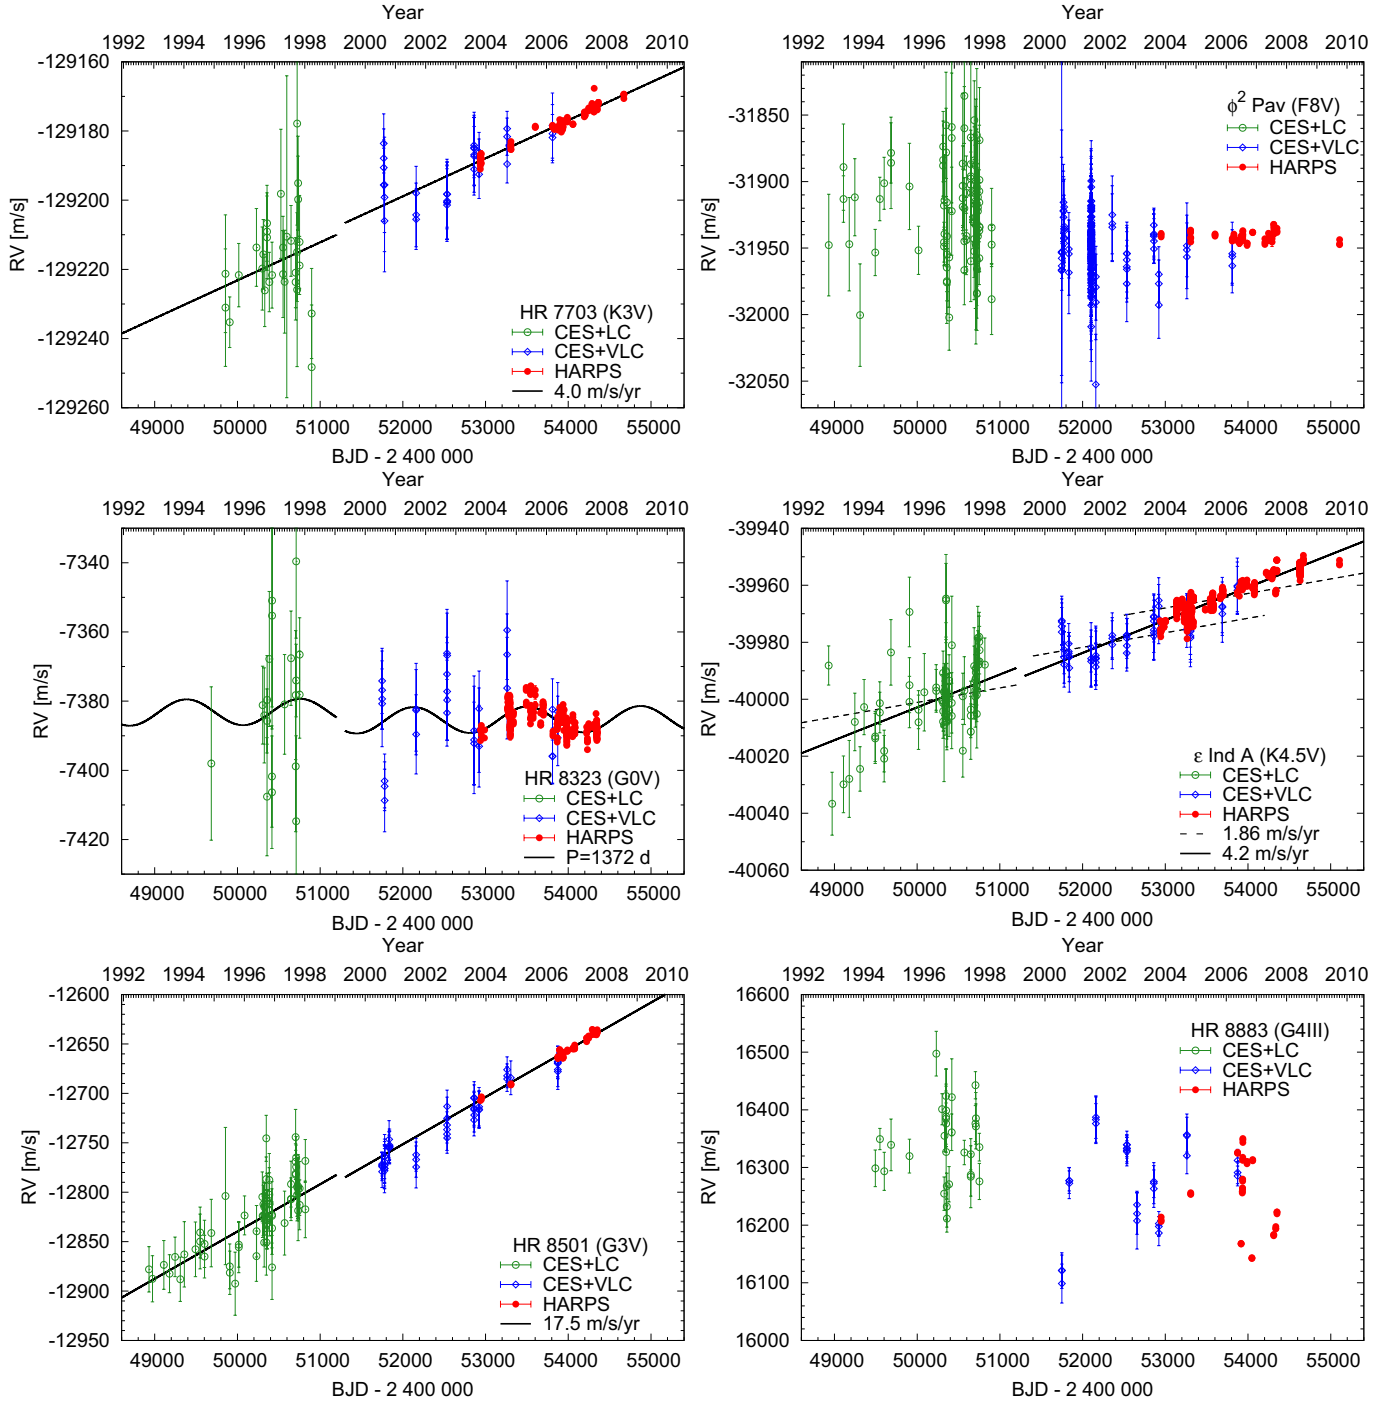 Year
1992 1994 1996 1998 2000 2002 2004 2006 2008 2010
-129160
-129180
-129200
-129220
-129240
-129260
RV [m/s]
HR 7703 (K3V)
CES+LC
CES+VLC
HARPS
4.0 m/s/yr
49000 50000 51000 52000 53000 54000 55000
BJD - 2 400 000
Year
1992 1994 1996 1998 2000 2002 2004 2006 2008 2010
-31850
-31900
-31950
-32000
-32050
RV [m/s]
ϕ² Pav (F8V)
CES+LC
CES+VLC
HARPS
49000 50000 51000 52000 53000 54000 55000
BJD - 2 400 000
Year
1992 1994 1996 1998 2000 2002 2004 2006 2008 2010
-7340
-7360
-7380
-7400
-7420
RV [m/s]
HR 8323 (G0V)
CES+LC
CES+VLC
HARPS
P=1372 d
49000 50000 51000 52000 53000 54000 55000
BJD - 2 400 000
Year
1992 1994 1996 1998 2000 2002 2004 2006 2008 2010
-39940
-39960
-39980
-40000
-40020
-40040
-40060
RV [m/s]
ε Ind A (K4.5V)
CES+LC
CES+VLC
HARPS
1.86 m/s/yr
4.2 m/s/yr
49000 50000 51000 52000 53000 54000 55000
BJD - 2 400 000
Year
1992 1994 1996 1998 2000 2002 2004 2006 2008 2010
-12600
-12650
-12700
-12750
-12800
-12850
-12900
-12950
RV [m/s]
HR 8501 (G3V)
CES+LC
CES+VLC
HARPS
17.5 m/s/yr
49000 50000 51000 52000 53000 54000 55000
BJD - 2 400 000
Year
1992 1994 1996 1998 2000 2002 2004 2006 2008 2010
16600
16500
16400
16300
16200
16100
16000
RV [m/s]
HR 8883 (G4III)
CES+LC
CES+VLC
HARPS
49000 50000 51000 52000 53000 54000 55000
BJD - 2 400 000